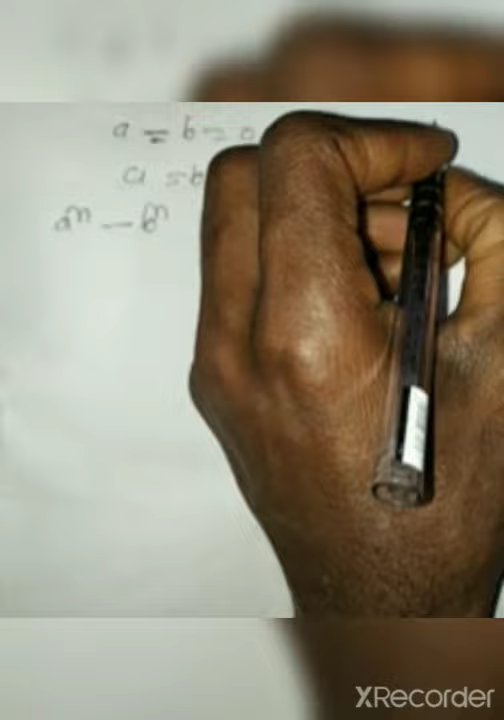 a - b = 0
a = b
aⁿ - bⁿ
XRecorder